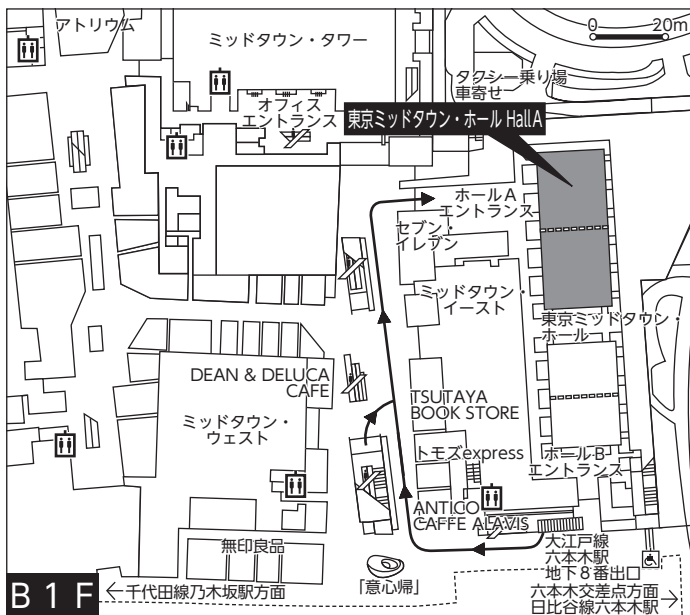 アトリウム
ミッドタウン・タワー
0 20m
タクシー乗り場
車寄せ
オフィス
エントランス
東京ミッドタウン・ホール Hall A
ホールA
エントランス
セブン-
イレブン
ミッドタウン・
イースト
東京ミッドタウン・
ホール
DEAN & DELUCA
CAFE
TSUTAYA
BOOK STORE
ミッドタウン・
ウェスト
トモズexpress
ホールB
エントランス
ANTICO
CAFFE ALAVIS
無印良品
「意心帰」
大江戸線
六本木駅
地下8番出口
B1F
←千代田線乃木坂駅方面
六本木交差点方面
日比谷線六本木駅→